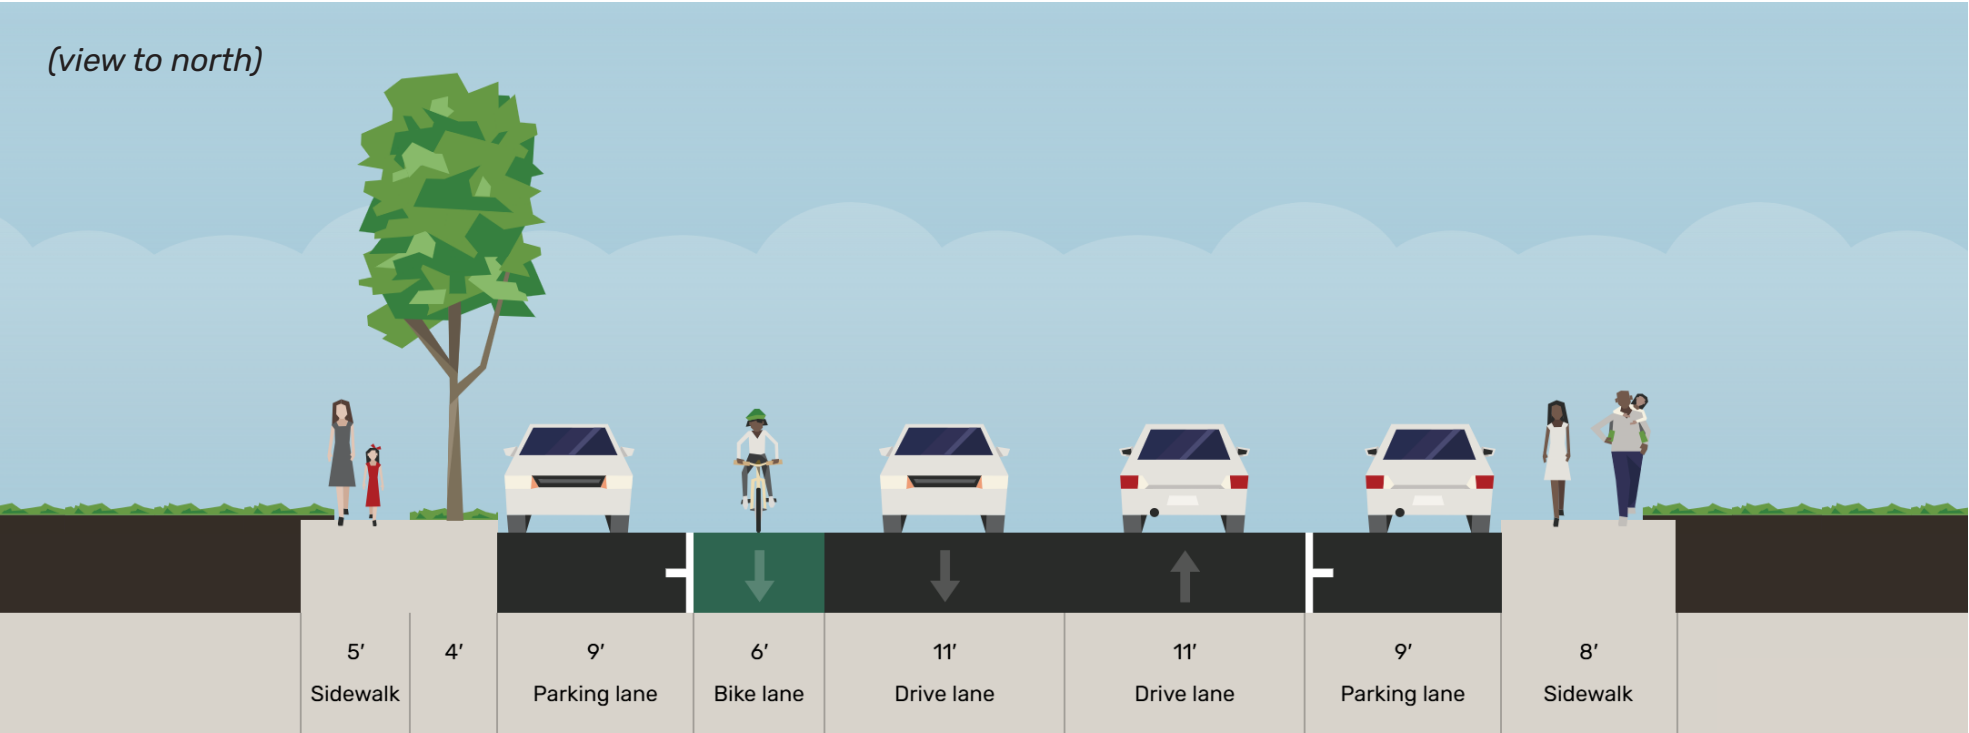 (view to north)
5′ 4′ 9′ 6′ 11′ 11′ 9′ 8′
Sidewalk Parking lane Bike lane Drive lane Drive lane Parking lane Sidewalk